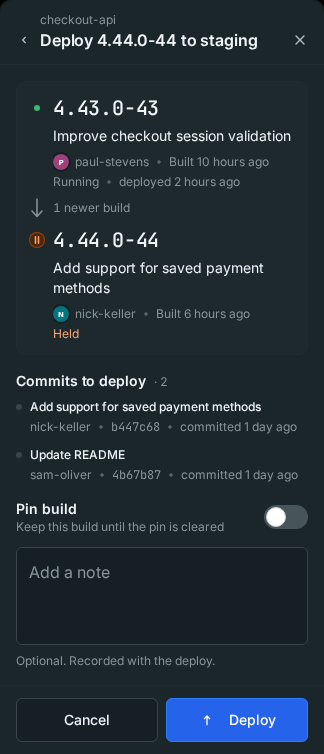 checkout-api
Deploy 4.44.0-44 to staging
4.43.0-43
Improve checkout session validation
P paul-stevens • Built 10 hours ago
Running • deployed 2 hours ago
1 newer build
4.44.0-44
Add support for saved payment
methods
N nick-keller • Built 6 hours ago
Held
Commits to deploy · 2
Add support for saved payment methods
nick-keller • b447c68 • committed 1 day ago
Update README
sam-oliver • 4b67b87 • committed 1 day ago
Pin build
Keep this build until the pin is cleared
Add a note
Optional. Recorded with the deploy.
Cancel
Deploy